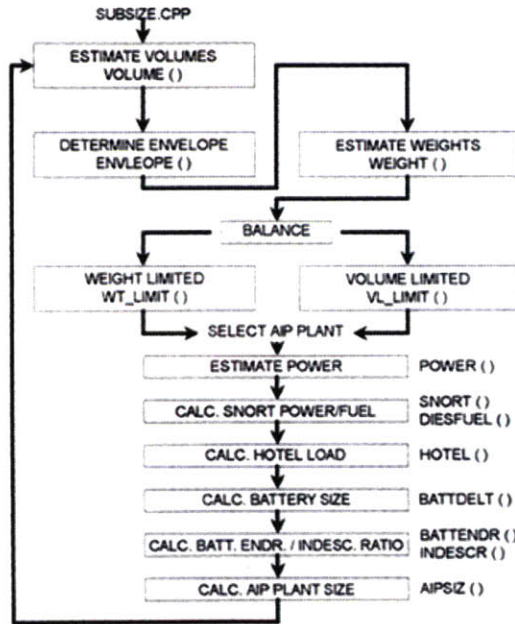 SUBSIZE.CPP
ESTIMATE VOLUMES
VOLUME ( )
DETERMINE ENVELOPE
ENVLEOPE ( )
ESTIMATE WEIGHTS
WEIGHT ( )
BALANCE
WEIGHT LIMITED
WT_LIMIT ( )
VOLUME LIMITED
VL_LIMIT ( )
SELECT AIP PLANT
ESTIMATE POWER
POWER ( )
CALC. SNORT POWER/FUEL
SNORT ( )
DIESFUEL ( )
CALC. HOTEL LOAD
HOTEL ( )
CALC. BATTERY SIZE
BATTDELT ( )
CALC. BATT. ENDR. / INDESC. RATIO
BATTENDR ( )
INDESCR ( )
CALC. AIP PLANT SIZE
AIPSIZ ( )